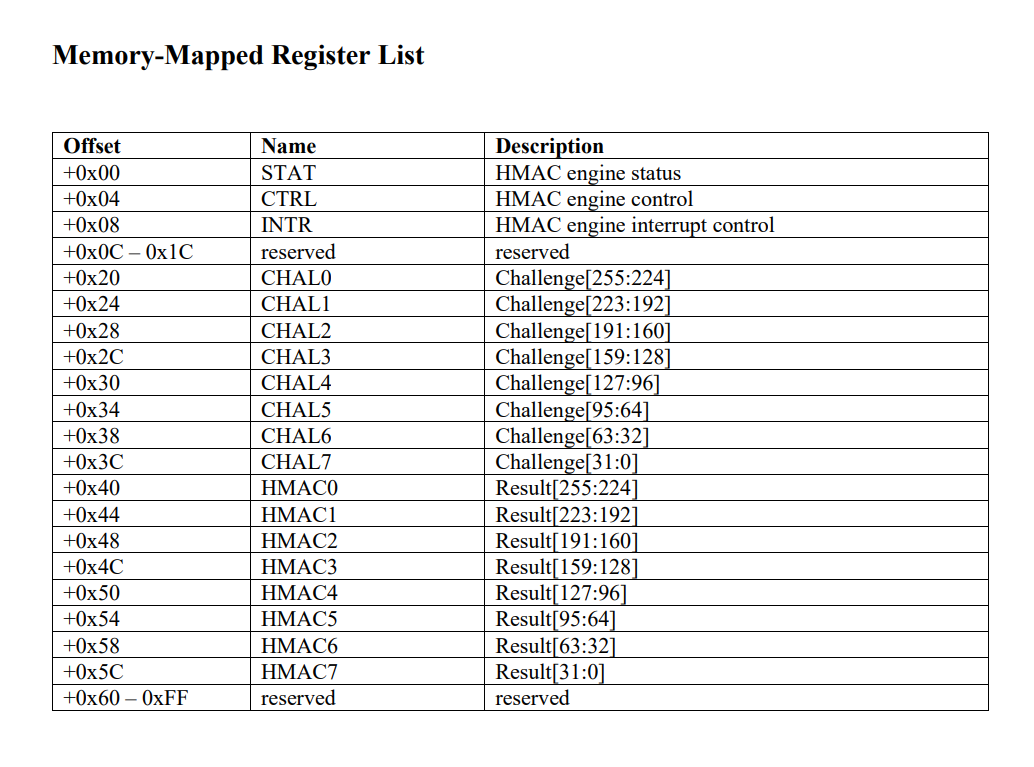 Memory-Mapped Register List
Offset Name Description
+0x00 STAT HMAC engine status
+0x04 CTRL HMAC engine control
+0x08 INTR HMAC engine interrupt control
+0x0C – 0x1C reserved reserved
+0x20 CHAL0 Challenge[255:224]
+0x24 CHAL1 Challenge[223:192]
+0x28 CHAL2 Challenge[191:160]
+0x2C CHAL3 Challenge[159:128]
+0x30 CHAL4 Challenge[127:96]
+0x34 CHAL5 Challenge[95:64]
+0x38 CHAL6 Challenge[63:32]
+0x3C CHAL7 Challenge[31:0]
+0x40 HMAC0 Result[255:224]
+0x44 HMAC1 Result[223:192]
+0x48 HMAC2 Result[191:160]
+0x4C HMAC3 Result[159:128]
+0x50 HMAC4 Result[127:96]
+0x54 HMAC5 Result[95:64]
+0x58 HMAC6 Result[63:32]
+0x5C HMAC7 Result[31:0]
+0x60 – 0xFF reserved reserved